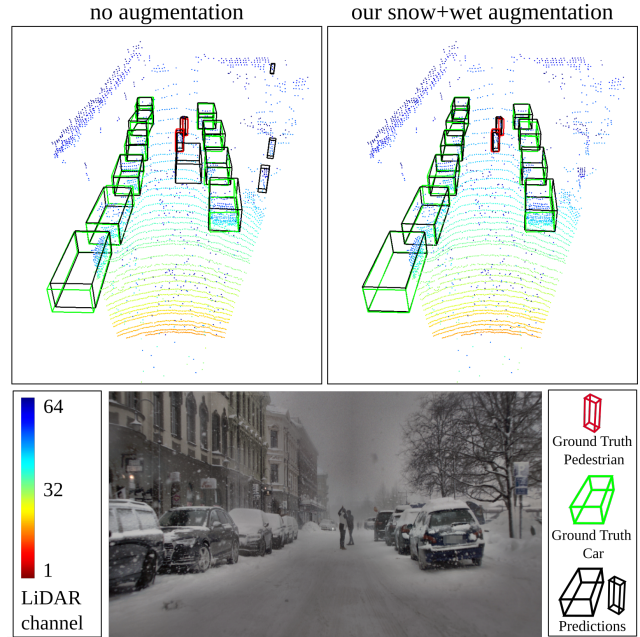 no augmentation
our snow+wet augmentation
64
32
1
LiDAR
channel
Ground Truth
Pedestrian
Ground Truth
Car
Predictions